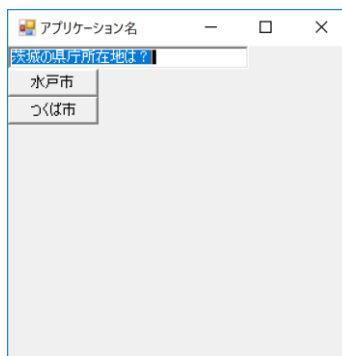 アプリケーション名
茨城の県庁所在地は？
水戸市
つくば市